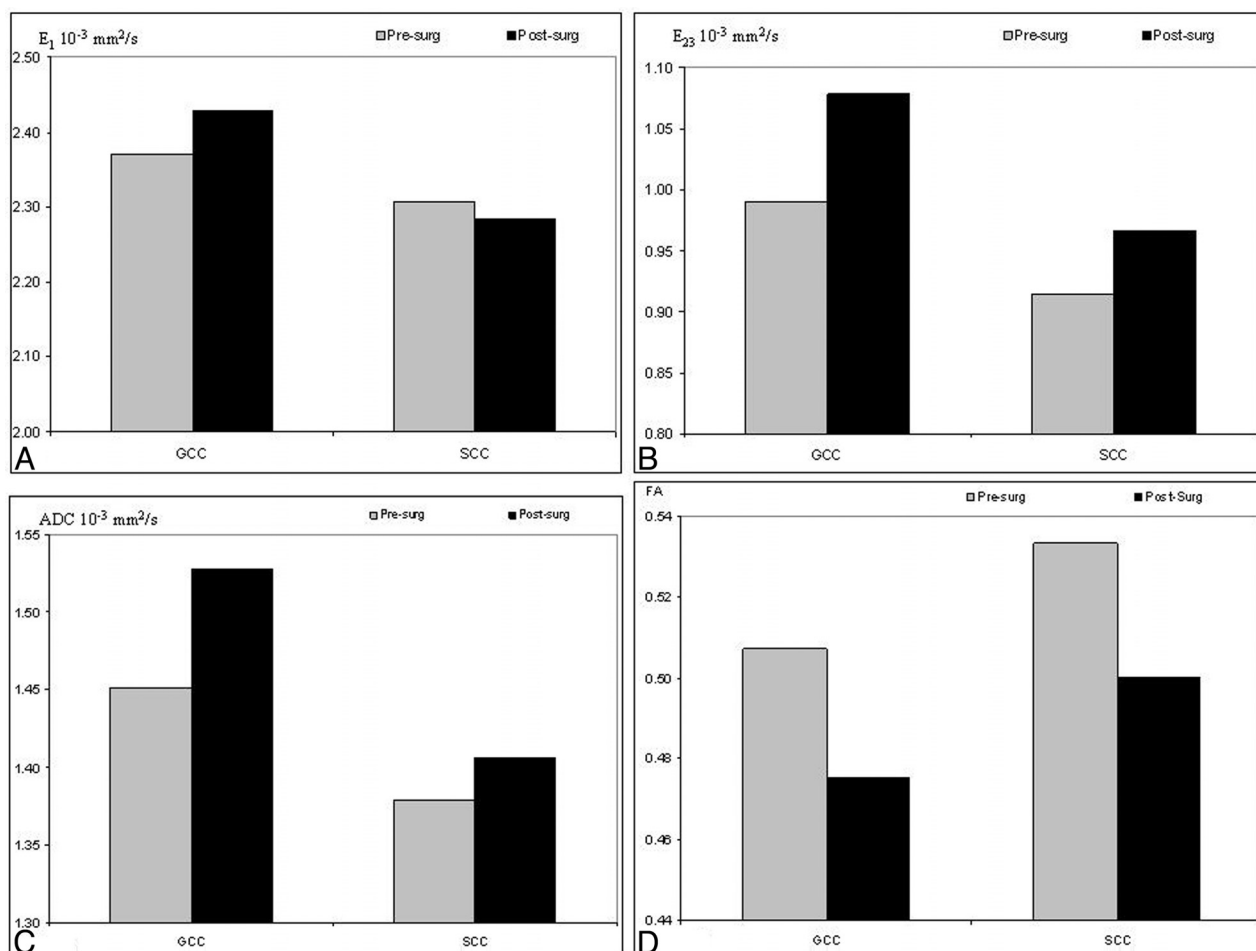 E₁ 10⁻³ mm²/s Pre-surg Post-surg
2.50
2.40
2.30
2.20
2.10
2.00
GCC SCC
A
E₂₃ 10⁻³ mm²/s Pre-surg Post-surg
1.10
1.05
1.00
0.95
0.90
0.85
0.80
GCC SCC
B
ADC 10⁻³ mm²/s Pre-surg Post-surg
1.55
1.50
1.45
1.40
1.35
1.30
GCC SCC
C
FA Pre-surg Post-Surg
0.54
0.52
0.50
0.48
0.46
0.44
GCC SCC
D